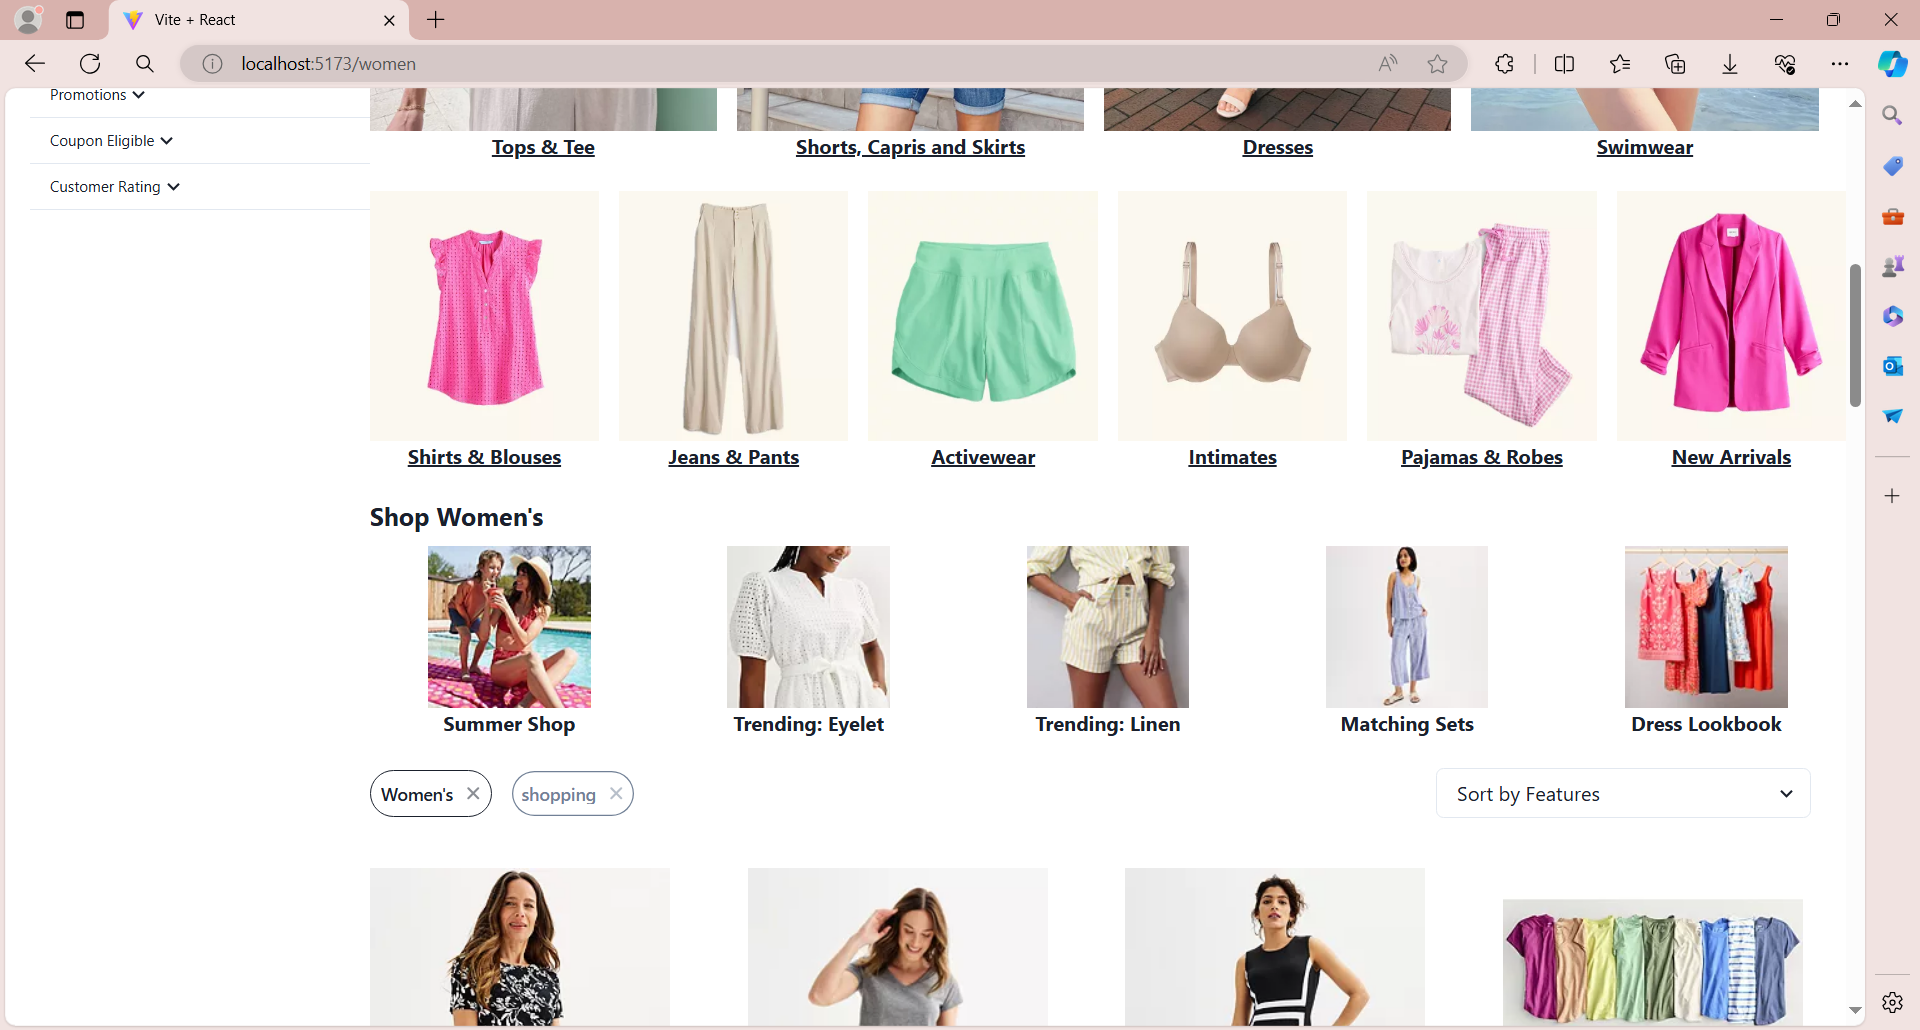 Vite + React
localhost:5173/women
Promotions
Coupon Eligible
Customer Rating
Tops & Tee
Shorts, Capris and Skirts
Dresses
Swimwear
Shirts & Blouses
Jeans & Pants
Activewear
Intimates
Pajamas & Robes
New Arrivals
Shop Women's
Summer Shop
Trending: Eyelet
Trending: Linen
Matching Sets
Dress Lookbook
Women's
shopping
Sort by Features